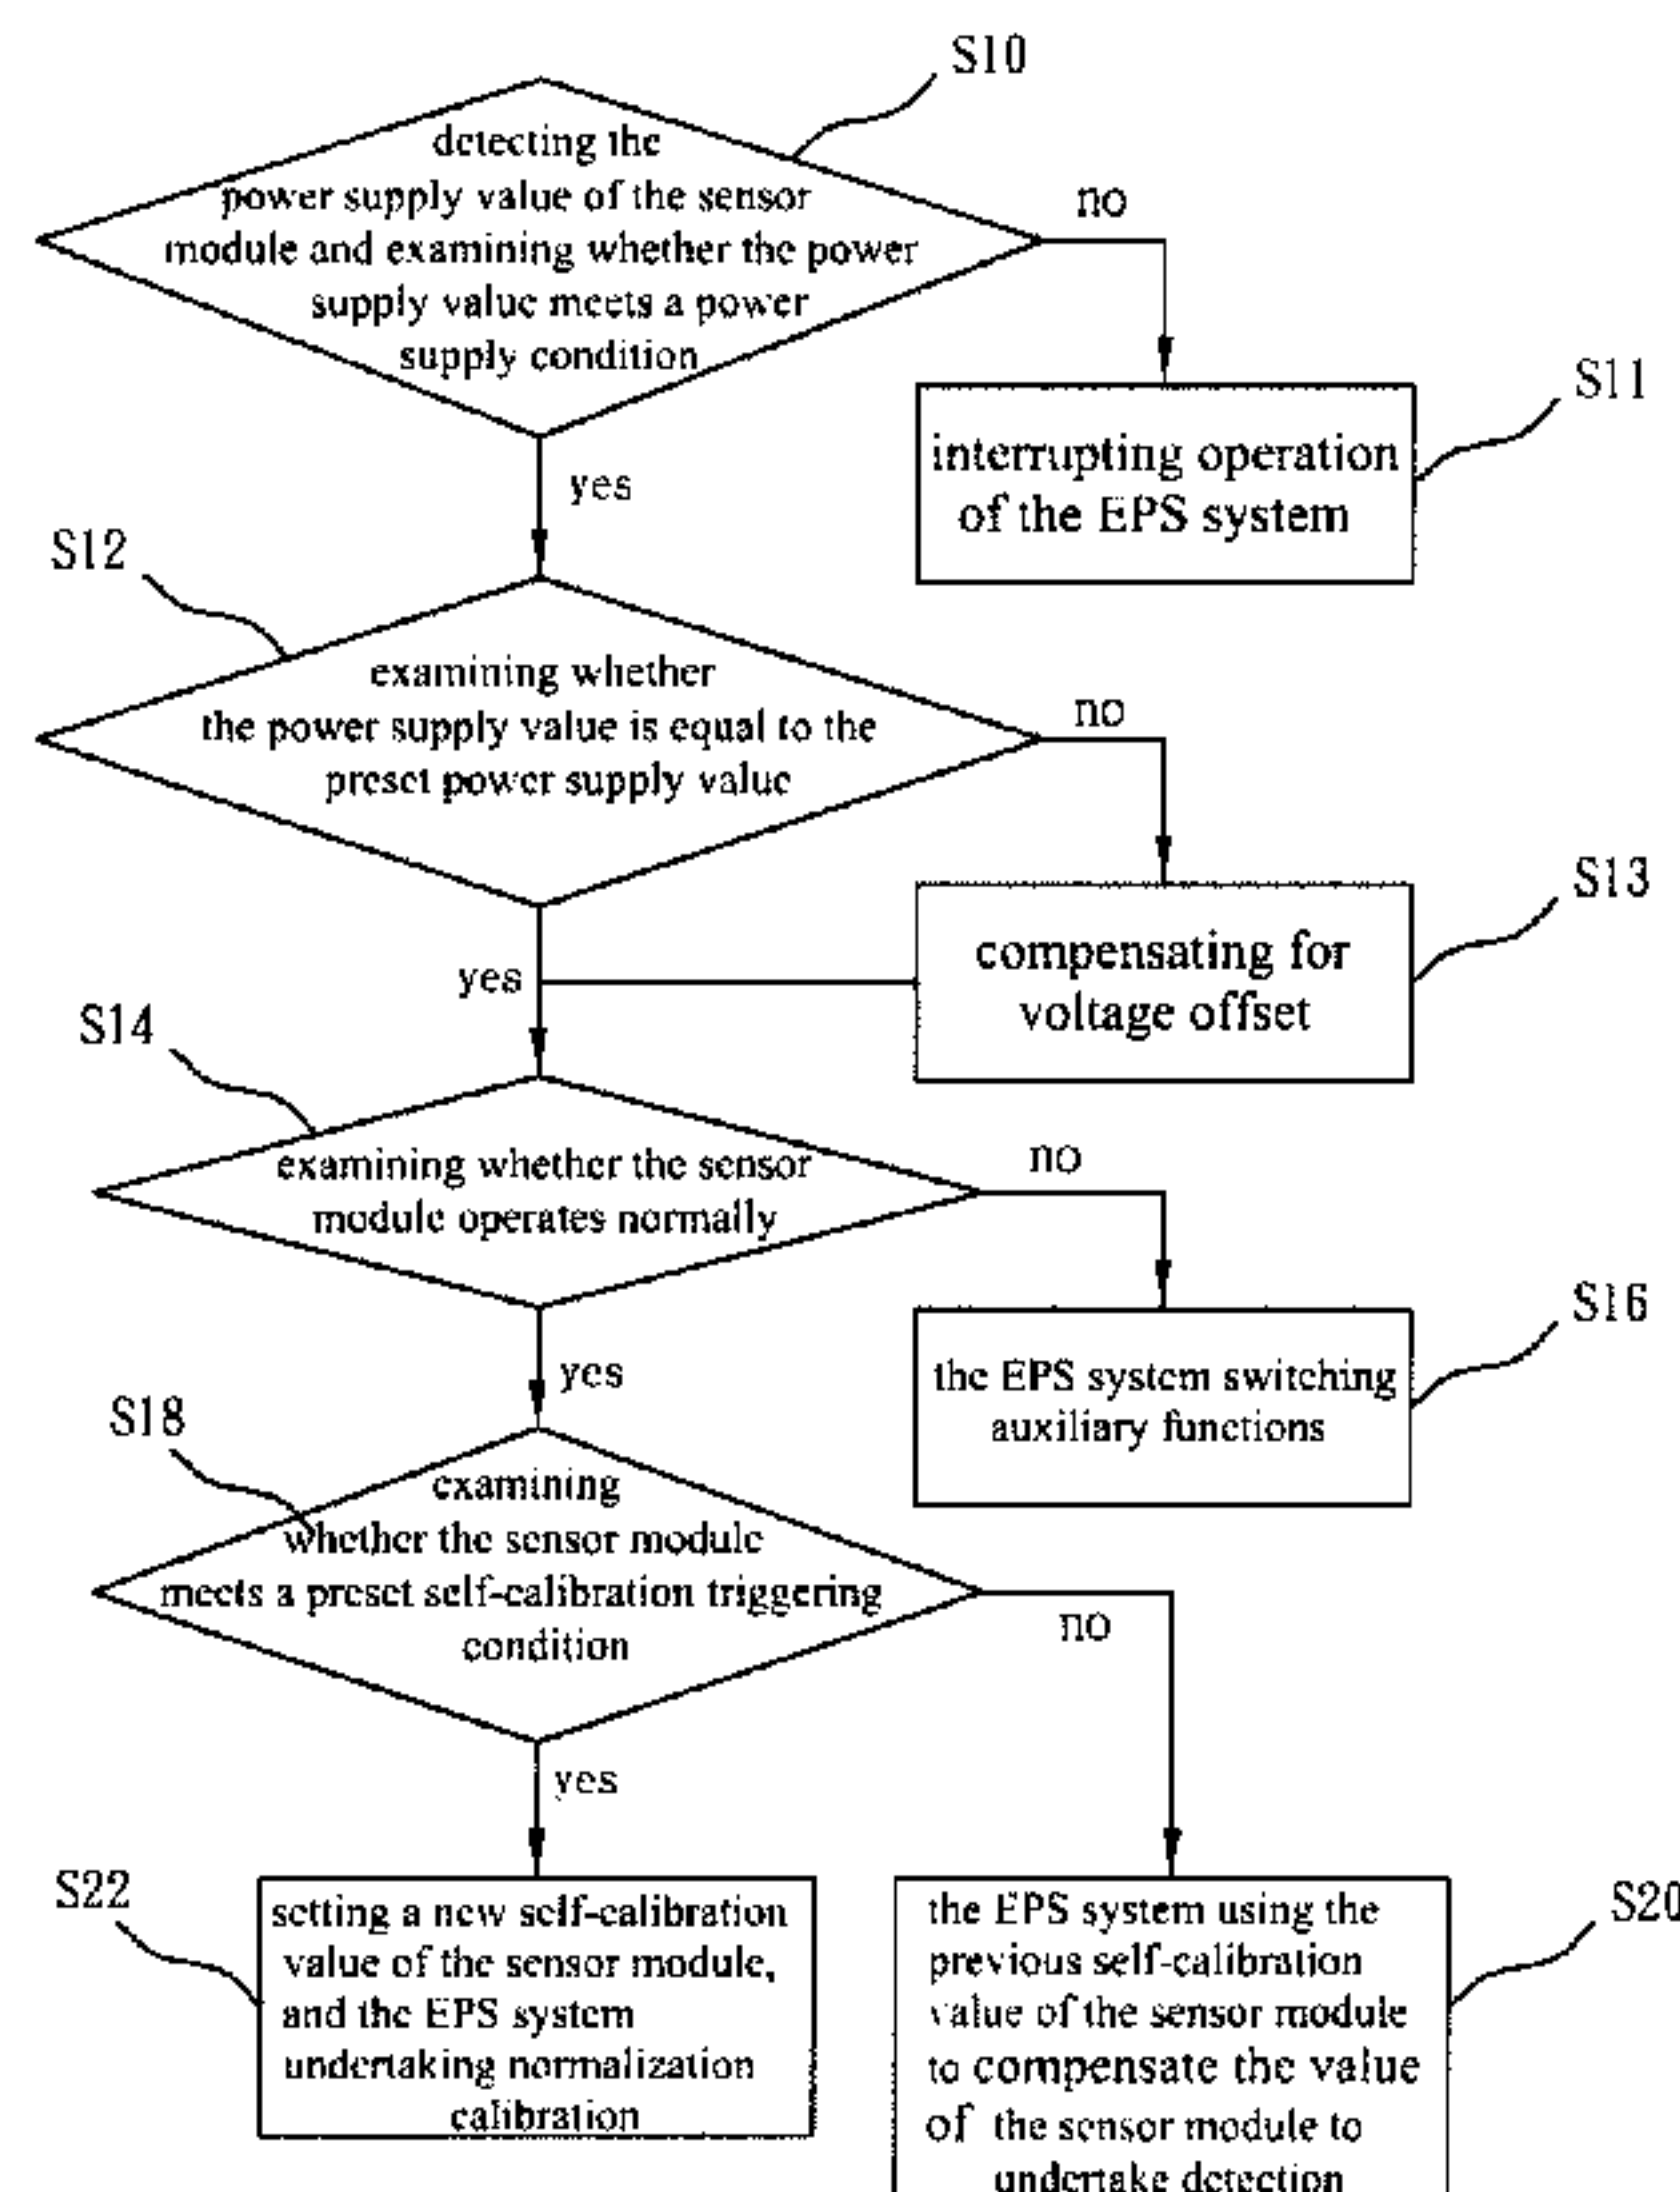 S10
detecting the
power supply value of the sensor
module and examining whether the power
supply value meets a power
supply condition
no
yes
S11
interrupting operation
of the EPS system
S12
examining whether
the power supply value is equal to the
preset power supply value
no
yes
S13
compensating for
voltage offset
S14
examining whether the sensor
module operates normally
no
yes
S16
the EPS system switching
auxiliary functions
S18
examining
whether the sensor module
meets a preset self-calibration triggering
condition
no
yes
S22
setting a new self-calibration
value of the sensor module,
and the EPS system
undertaking normalization
calibration
S20
the EPS system using the
previous self-calibration
value of the sensor module
to compensate the value
of the sensor module to
undertake detection